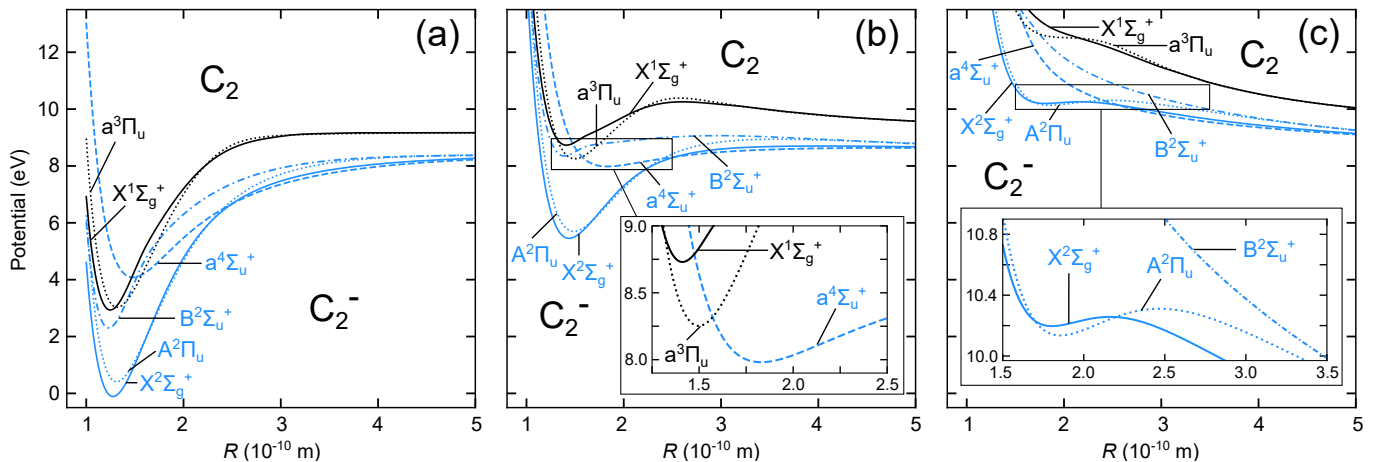 (a)
C₂
a³Πᵤ
X¹Σg⁺
a⁴Σᵤ⁺
B²Σᵤ⁺
C₂⁻
A²Πᵤ
X²Σg⁺
Potential (eV)
12
10
8
6
4
2
0
1 2 3 4 5
R (10⁻¹⁰ m)
(b)
C₂
X¹Σg⁺
a³Πᵤ
B²Σᵤ⁺
a⁴Σᵤ⁺
A²Πᵤ
X²Σg⁺
C₂⁻
9.0
8.5
8.0
X¹Σg⁺
a⁴Σᵤ⁺
a³Πᵤ
1.5 2.0 2.5
1 2 3 4 5
R (10⁻¹⁰ m)
(c)
X¹Σg⁺
a³Πᵤ
C₂
a⁴Σᵤ⁺
X²Σg⁺
A²Πᵤ
B²Σᵤ⁺
C₂⁻
10.8
10.4
10.0
X²Σg⁺
A²Πᵤ
B²Σᵤ⁺
1.5 2.0 2.5 3.0 3.5
1 2 3 4 5
R (10⁻¹⁰ m)